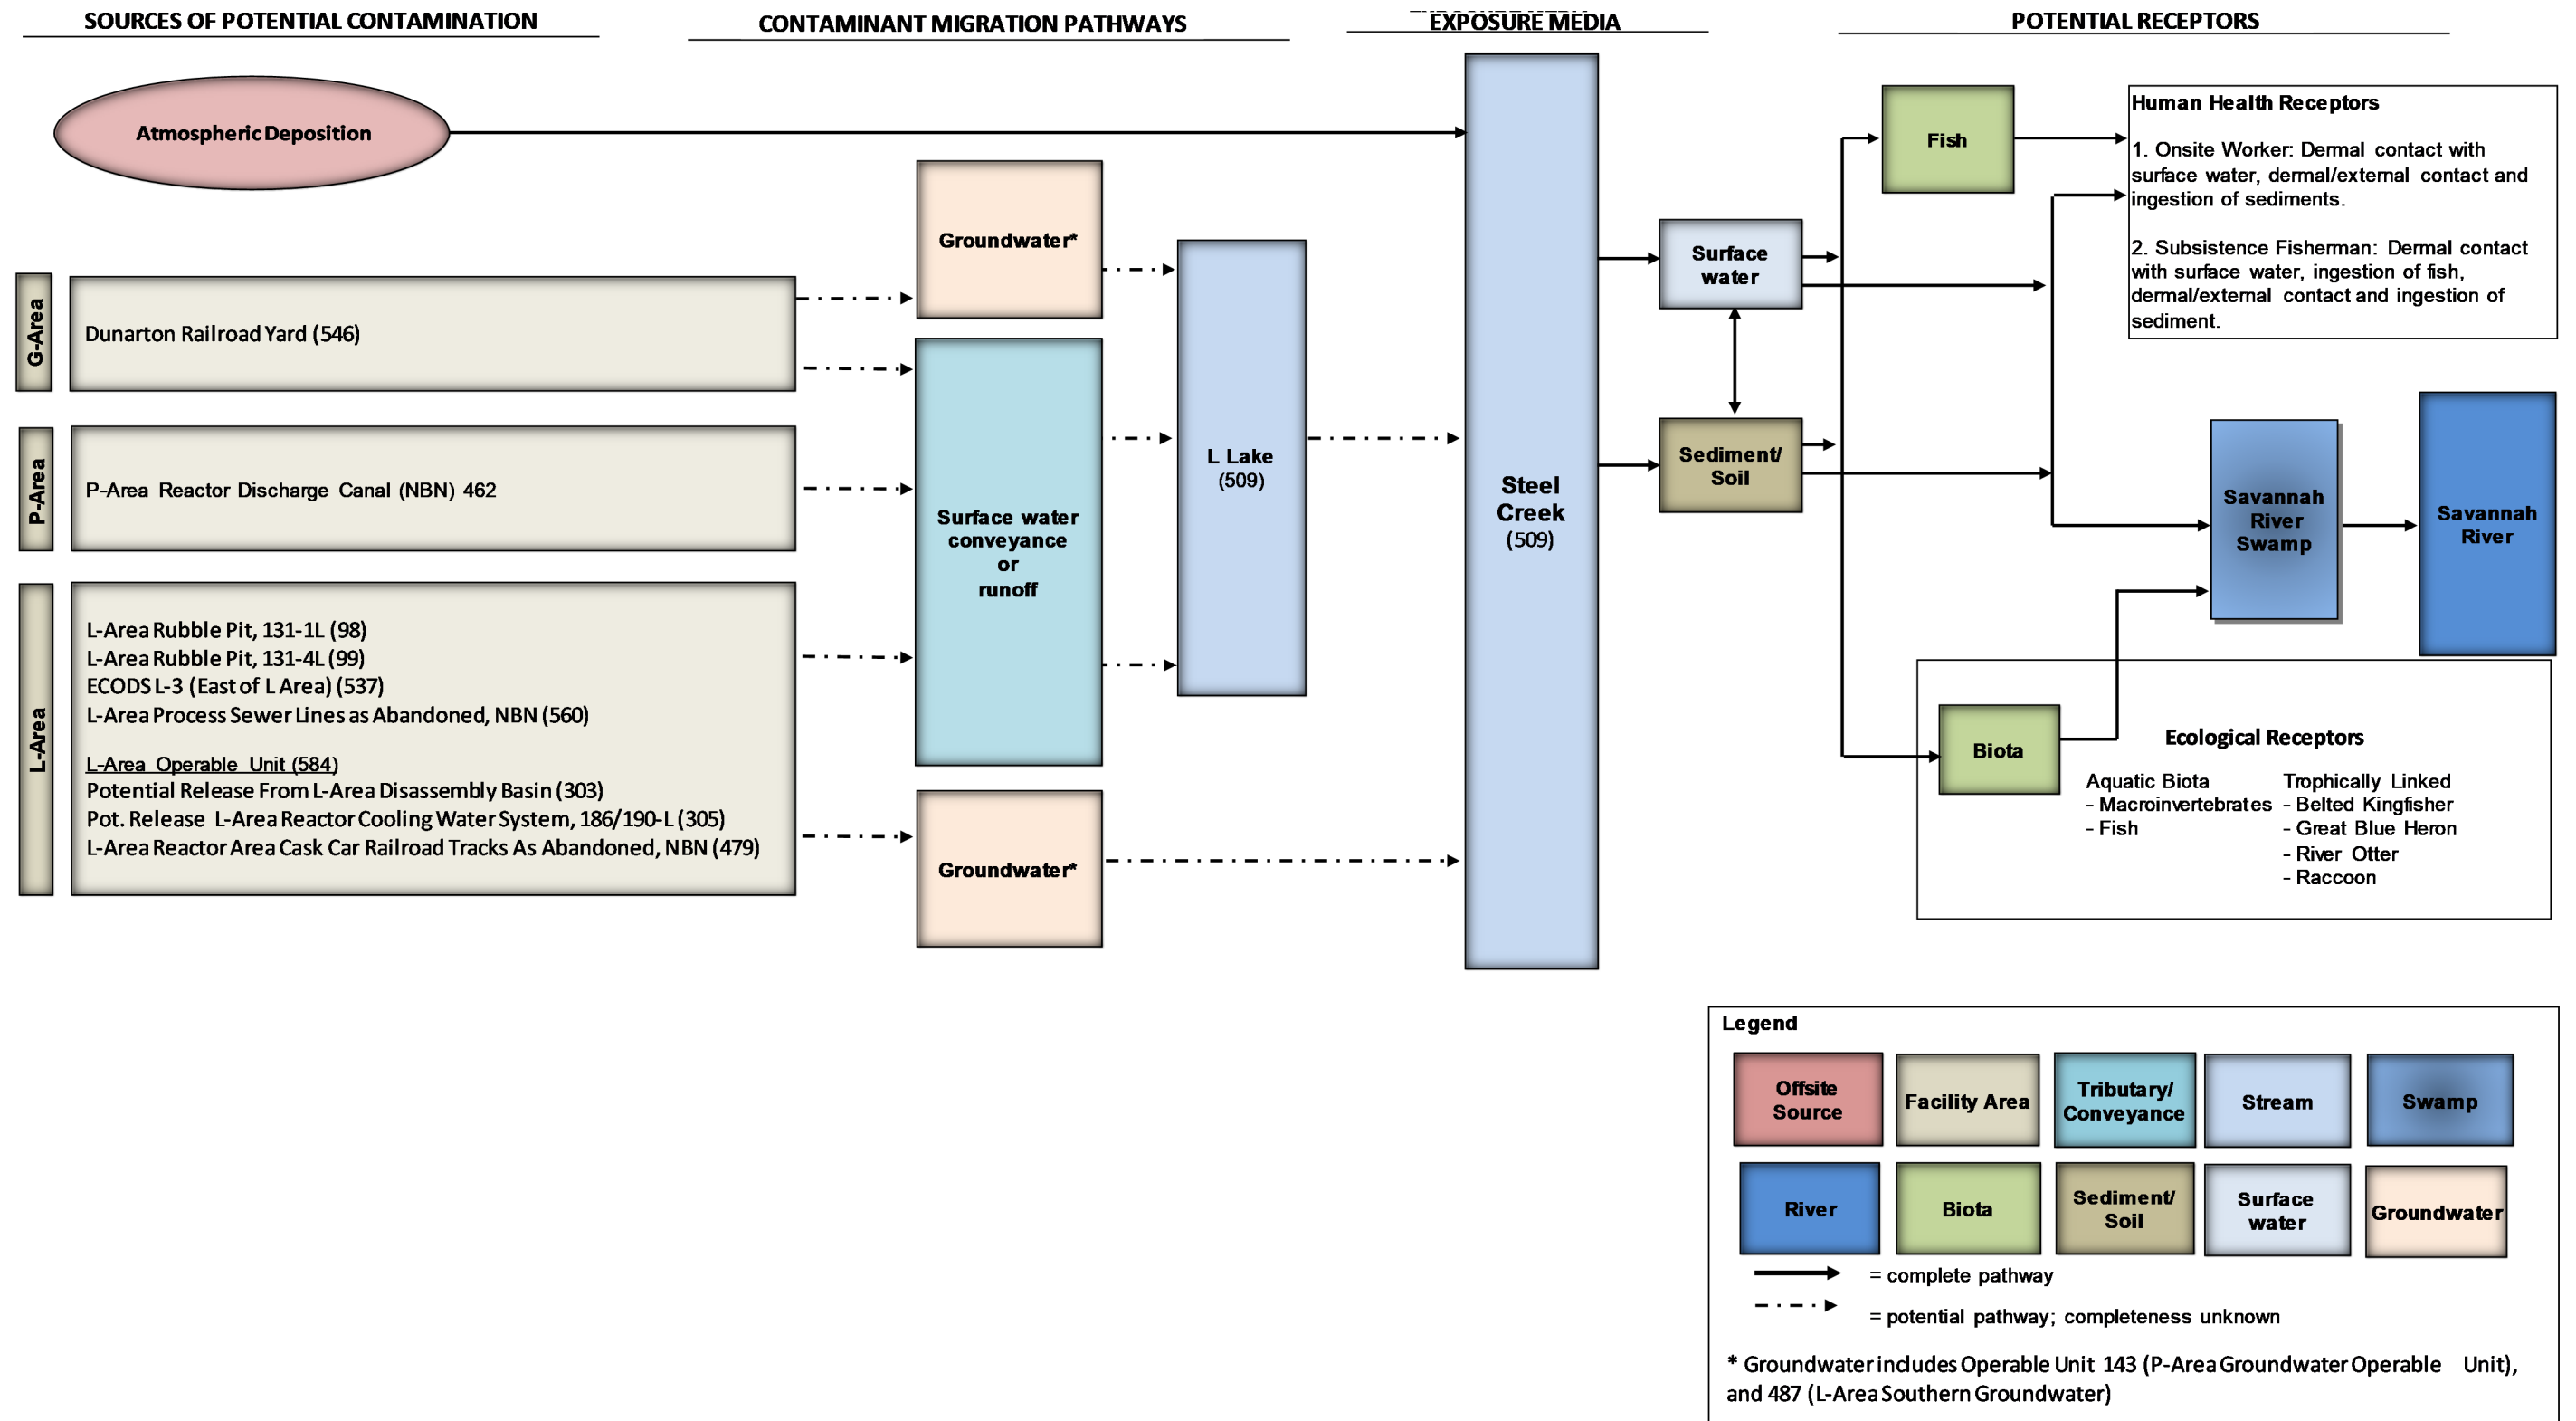 SOURCES OF POTENTIAL CONTAMINATION
CONTAMINANT MIGRATION PATHWAYS
EXPOSURE MEDIA
POTENTIAL RECEPTORS
Atmospheric Deposition
G-Area
Dunarton Railroad Yard (546)
P-Area
P-Area Reactor Discharge Canal (NBN) 462
L-Area
L-Area Rubble Pit, 131-1L (98)
L-Area Rubble Pit, 131-4L (99)
ECODS L-3 (East of L Area) (537)
L-Area Process Sewer Lines as Abandoned, NBN (560)
L-Area Operable Unit (584)
Potential Release From L-Area Disassembly Basin (303)
Pot. Release L-Area Reactor Cooling Water System, 186/190-L (305)
L-Area Reactor Area Cask Car Railroad Tracks As Abandoned, NBN (479)
Groundwater*
Surface water
conveyance
or
runoff
Groundwater*
L Lake
(509)
Steel
Creek
(509)
Surface
water
Sediment/
Soil
Fish
Human Health Receptors
1. Onsite Worker: Dermal contact with
surface water, dermal/external contact and
ingestion of sediments.
2. Subsistence Fisherman: Dermal contact
with surface water, ingestion of fish,
dermal/external contact and ingestion of
sediment.
Savannah
River
Swamp
Savannah
River
Biota
Ecological Receptors
Aquatic Biota
- Macroinvertebrates
- Fish
Trophically Linked
- Belted Kingfisher
- Great Blue Heron
- River Otter
- Raccoon
Legend
Offsite
Source
Facility Area
Tributary/
Conveyance
Stream
Swamp
River
Biota
Sediment/
Soil
Surface
water
Groundwater
= complete pathway
= potential pathway; completeness unknown
* Groundwater includes Operable Unit 143 (P-Area Groundwater Operable Unit),
and 487 (L-Area Southern Groundwater)